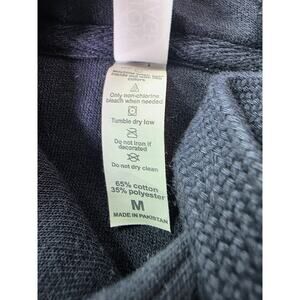 colors
Only non-chlorine
bleach when needed
Tumble dry low
Do not iron if
decorated
Do not dry clean
65% cotton
35% polyester
M
MADE IN PAKISTAN